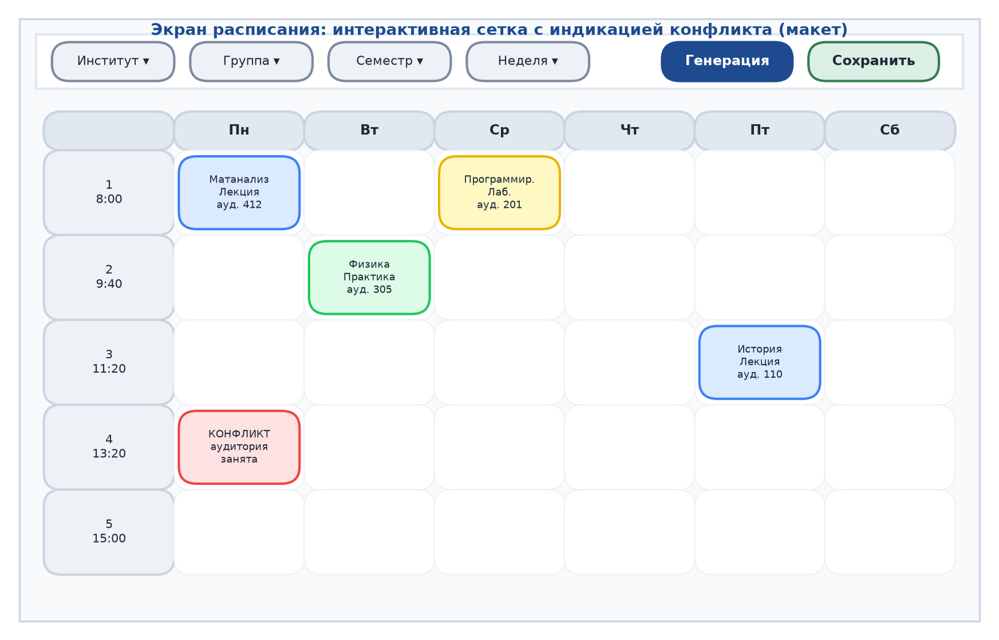 Экран расписания: интерактивная сетка с индикацией конфликта (макет)
Институт ▾
Группа ▾
Семестр ▾
Неделя ▾
Генерация
Сохранить
Пн
Вт
Ср
Чт
Пт
Сб
1
8:00
Матанализ
Лекция
ауд. 412
Программир.
Лаб.
ауд. 201
2
9:40
Физика
Практика
ауд. 305
3
11:20
История
Лекция
ауд. 110
4
13:20
КОНФЛИКТ
аудитория
занята
5
15:00